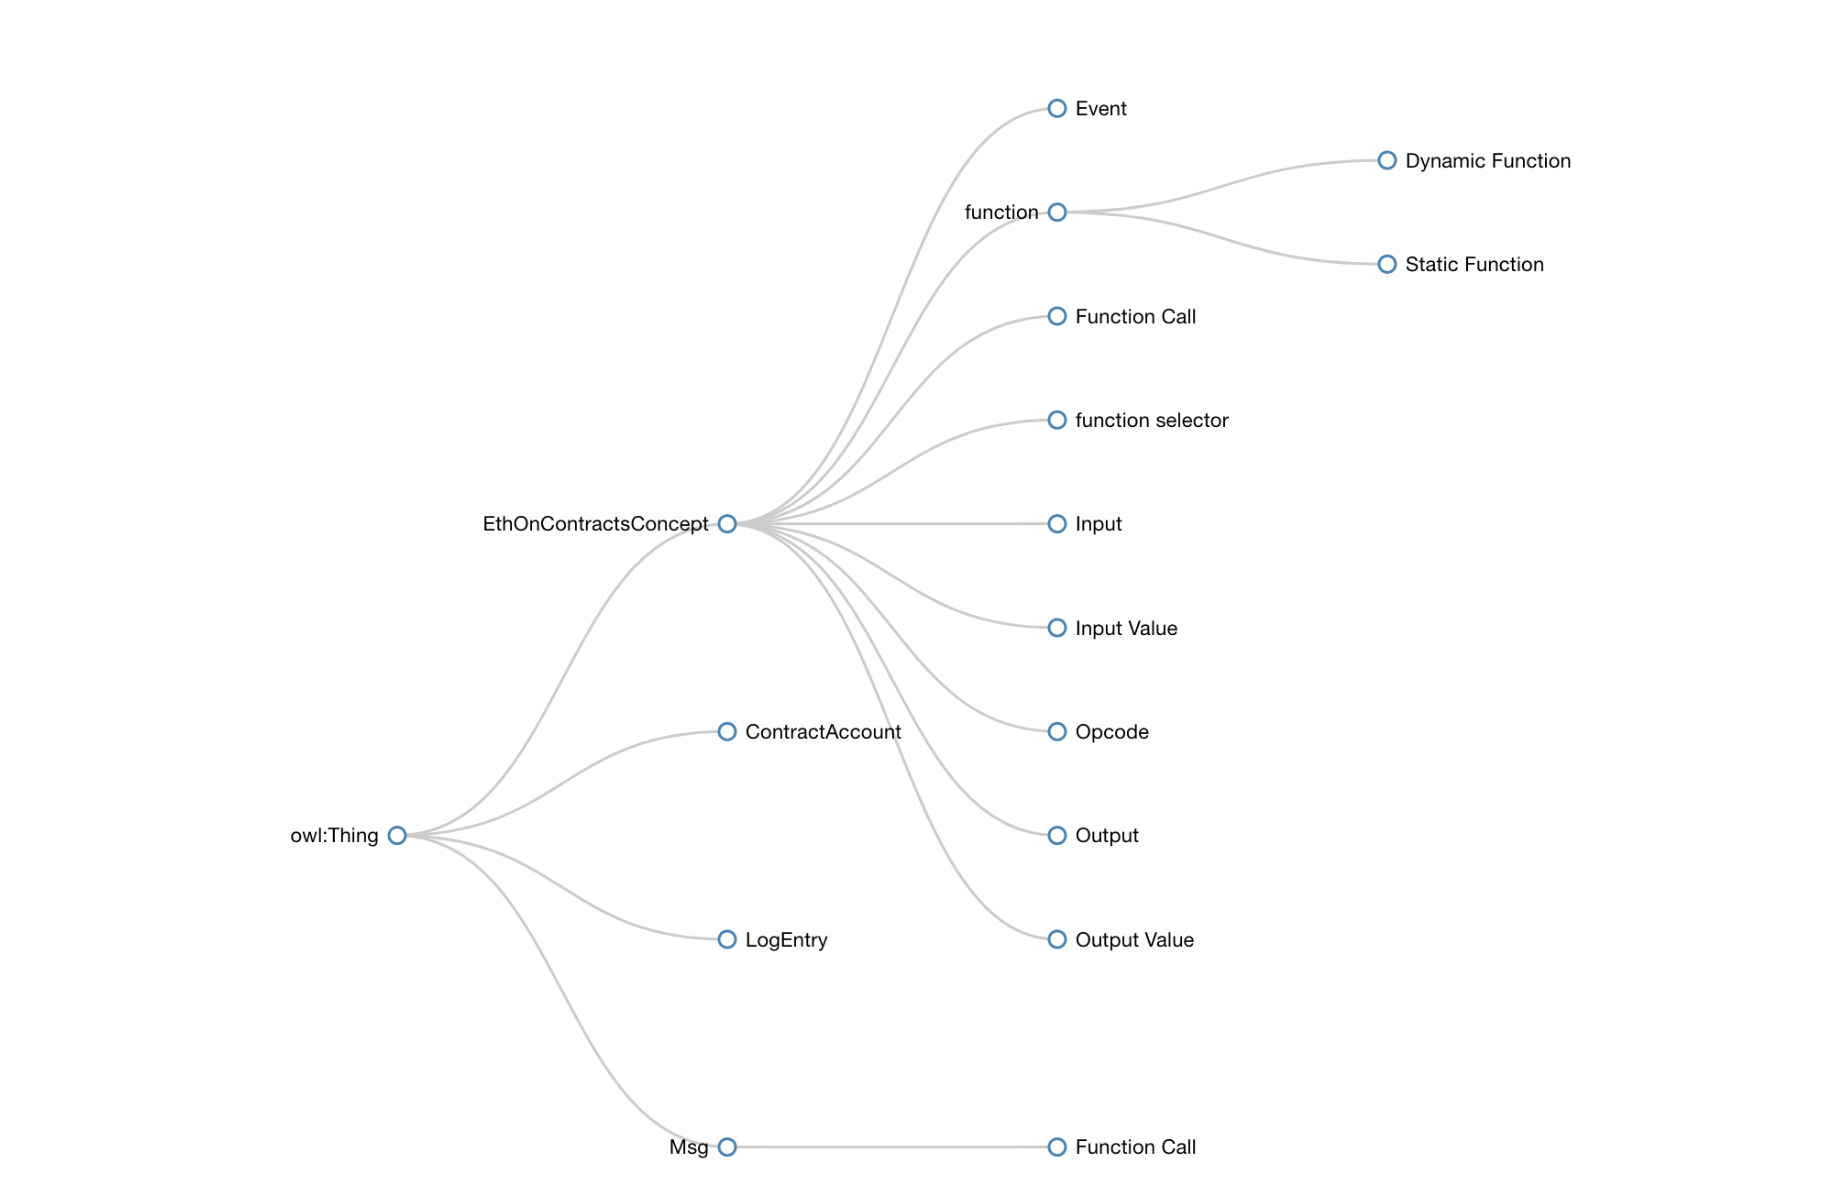 Event
Dynamic Function
function
Static Function
Function Call
function selector
EthOnContractsConcept
Input
Input Value
ContractAccount
Opcode
owl:Thing
Output
LogEntry
Output Value
Msg
Function Call